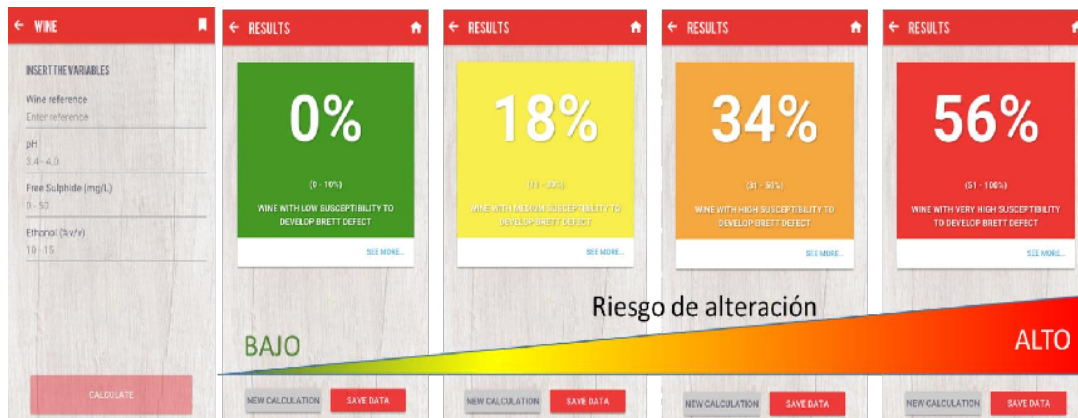 WINE
INSERT THE VARIABLES
Wine reference
Enter reference
pH
3.4 - 4.0
Free Sulphide (mg/L)
0 - 50
Ethanol (%v/v)
10 - 15
CALCULATE
RESULTS
0%
(0 - 10%)
WINE WITH LOW SUSCEPTIBILITY TO
DEVELOP BRETT DEFECT
SEE MORE...
NEW CALCULATION
SAVE DATA
RESULTS
18%
(11 - 30%)
WINE WITH MEDIUM SUSCEPTIBILITY TO
DEVELOP BRETT DEFECT
SEE MORE...
NEW CALCULATION
SAVE DATA
RESULTS
34%
(31 - 50%)
WINE WITH HIGH SUSCEPTIBILITY TO
DEVELOP BRETT DEFECT
SEE MORE...
NEW CALCULATION
SAVE DATA
RESULTS
56%
(51 - 100%)
WINE WITH VERY HIGH SUSCEPTIBILITY
TO DEVELOP BRETT DEFECT
SEE MORE...
NEW CALCULATION
SAVE DATA
Riesgo de alteración
BAJO
ALTO